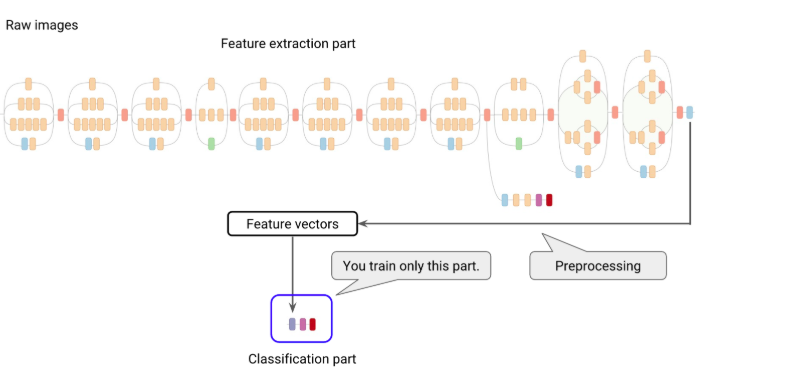 Raw images
Feature extraction part
Feature vectors
You train only this part.
Preprocessing
Classification part